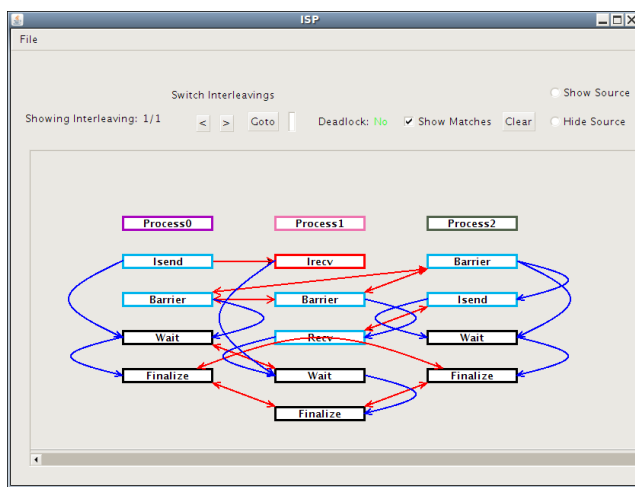 ISP
File
Switch Interleavings
Show Source
Showing Interleaving: 1/1 < > Goto Deadlock: No Show Matches Clear Hide Source
Process0 Process1 Process2
Isend Irecv Barrier
Barrier Barrier Isend
Wait Recv Wait
Finalize Wait Finalize
Finalize